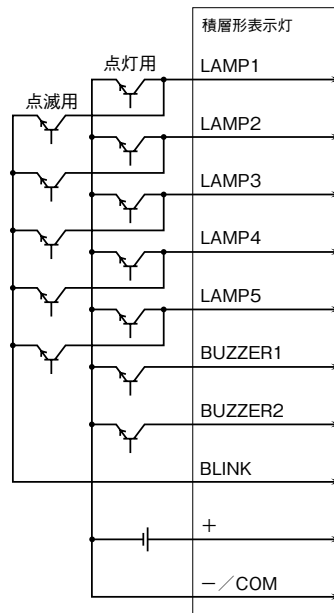 積層形表示灯
点灯用
LAMP1
点滅用
LAMP2
LAMP3
LAMP4
LAMP5
BUZZER1
BUZZER2
BLINK
＋
－／COM